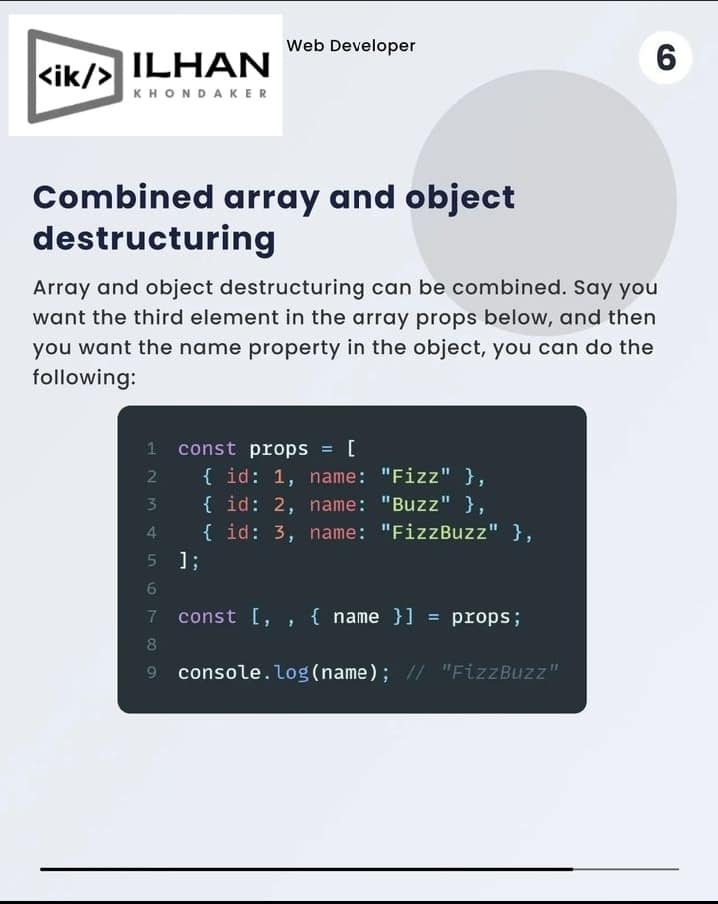 <ik/> ILHAN
KHONDAKER
Web Developer
6
Combined array and object
destructuring
Array and object destructuring can be combined. Say you
want the third element in the array props below, and then
you want the name property in the object, you can do the
following:
1 const props = [
2   { id: 1, name: "Fizz" },
3   { id: 2, name: "Buzz" },
4   { id: 3, name: "FizzBuzz" },
5 ];
6
7 const [, , { name }] = props;
8
9 console.log(name); // "FizzBuzz"